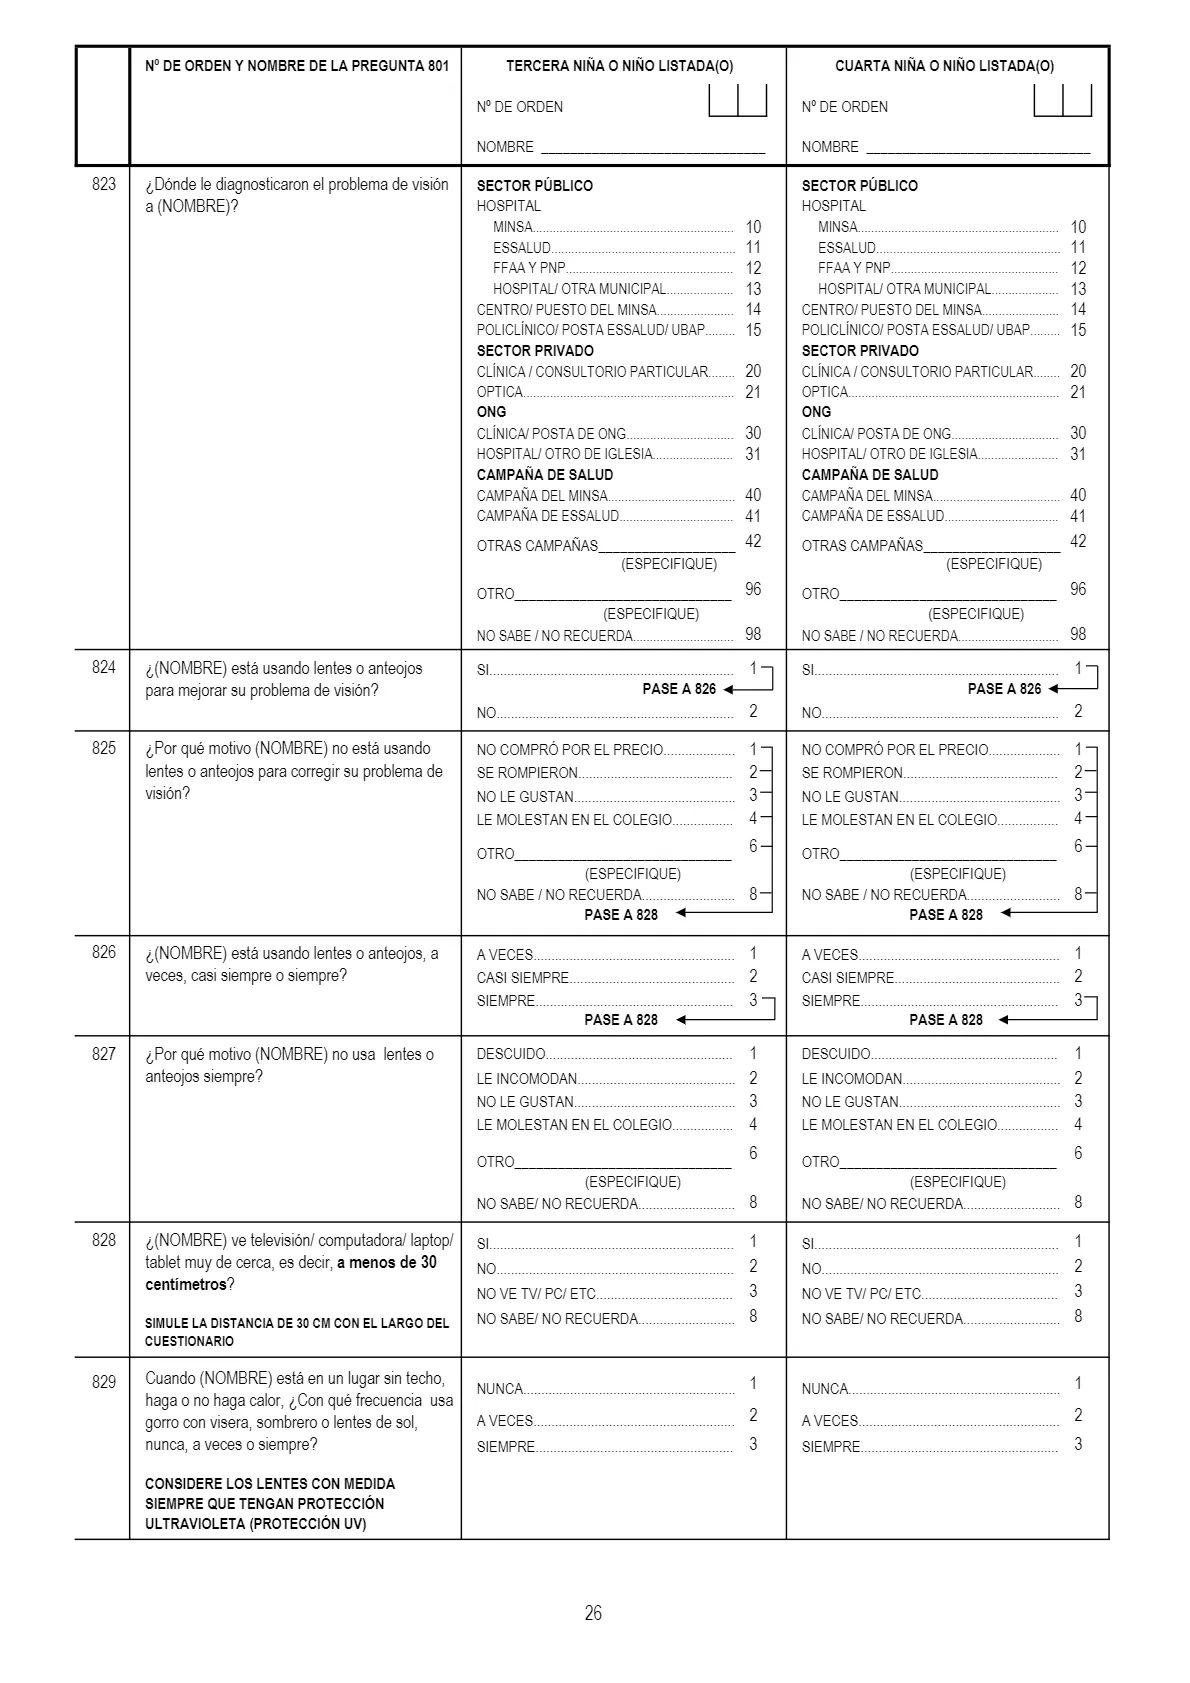 Nº DE ORDEN Y NOMBRE DE LA PREGUNTA 801
TERCERA NIÑA O NIÑO LISTADA(O)
Nº DE ORDEN
NOMBRE _______________________________
CUARTA NIÑA O NIÑO LISTADA(O)
Nº DE ORDEN
NOMBRE _______________________________
823
¿Dónde le diagnosticaron el problema de visión
a (NOMBRE)?
SECTOR PÚBLICO
HOSPITAL
MINSA............................................................ 10
ESSALUD....................................................... 11
FFAA Y PNP.................................................. 12
HOSPITAL/ OTRA MUNICIPAL.................... 13
CENTRO/ PUESTO DEL MINSA....................... 14
POLICLÍNICO/ POSTA ESSALUD/ UBAP......... 15
SECTOR PRIVADO
CLÍNICA / CONSULTORIO PARTICULAR........ 20
OPTICA............................................................... 21
ONG
CLÍNICA/ POSTA DE ONG................................ 30
HOSPITAL/ OTRO DE IGLESIA........................ 31
CAMPAÑA DE SALUD
CAMPAÑA DEL MINSA...................................... 40
CAMPAÑA DE ESSALUD.................................. 41
OTRAS CAMPAÑAS___________________ 42
(ESPECIFIQUE)
OTRO______________________________ 96
(ESPECIFIQUE)
NO SABE / NO RECUERDA.............................. 98
SECTOR PÚBLICO
HOSPITAL
MINSA............................................................ 10
ESSALUD....................................................... 11
FFAA Y PNP.................................................. 12
HOSPITAL/ OTRA MUNICIPAL.................... 13
CENTRO/ PUESTO DEL MINSA....................... 14
POLICLÍNICO/ POSTA ESSALUD/ UBAP......... 15
SECTOR PRIVADO
CLÍNICA / CONSULTORIO PARTICULAR........ 20
OPTICA............................................................... 21
ONG
CLÍNICA/ POSTA DE ONG................................ 30
HOSPITAL/ OTRO DE IGLESIA........................ 31
CAMPAÑA DE SALUD
CAMPAÑA DEL MINSA...................................... 40
CAMPAÑA DE ESSALUD.................................. 41
OTRAS CAMPAÑAS___________________ 42
(ESPECIFIQUE)
OTRO______________________________ 96
(ESPECIFIQUE)
NO SABE / NO RECUERDA.............................. 98
824
¿(NOMBRE) está usando lentes o anteojos
para mejorar su problema de visión?
SI.................................................................... 1
PASE A 826
NO.................................................................. 2
SI.................................................................... 1
PASE A 826
NO.................................................................. 2
825
¿Por qué motivo (NOMBRE) no está usando
lentes o anteojos para corregir su problema de
visión?
NO COMPRÓ POR EL PRECIO.................... 1
SE ROMPIERON........................................... 2
NO LE GUSTAN............................................. 3
LE MOLESTAN EN EL COLEGIO................. 4
OTRO______________________________ 6
(ESPECIFIQUE)
NO SABE / NO RECUERDA.......................... 8
PASE A 828
NO COMPRÓ POR EL PRECIO.................... 1
SE ROMPIERON........................................... 2
NO LE GUSTAN............................................. 3
LE MOLESTAN EN EL COLEGIO................. 4
OTRO______________________________ 6
(ESPECIFIQUE)
NO SABE / NO RECUERDA.......................... 8
PASE A 828
826
¿(NOMBRE) está usando lentes o anteojos, a
veces, casi siempre o siempre?
A VECES........................................................ 1
CASI SIEMPRE.............................................. 2
SIEMPRE....................................................... 3
PASE A 828
A VECES........................................................ 1
CASI SIEMPRE.............................................. 2
SIEMPRE....................................................... 3
PASE A 828
827
¿Por qué motivo (NOMBRE) no usa lentes o
anteojos siempre?
DESCUIDO.................................................... 1
LE INCOMODAN............................................ 2
NO LE GUSTAN............................................. 3
LE MOLESTAN EN EL COLEGIO................. 4
OTRO______________________________ 6
(ESPECIFIQUE)
NO SABE/ NO RECUERDA........................... 8
DESCUIDO.................................................... 1
LE INCOMODAN............................................ 2
NO LE GUSTAN............................................. 3
LE MOLESTAN EN EL COLEGIO................. 4
OTRO______________________________ 6
(ESPECIFIQUE)
NO SABE/ NO RECUERDA........................... 8
828
¿(NOMBRE) ve televisión/ computadora/ laptop/
tablet muy de cerca, es decir, a menos de 30
centímetros?
SIMULE LA DISTANCIA DE 30 CM CON EL LARGO DEL
CUESTIONARIO
SI.................................................................... 1
NO.................................................................. 2
NO VE TV/ PC/ ETC...................................... 3
NO SABE/ NO RECUERDA........................... 8
SI.................................................................... 1
NO.................................................................. 2
NO VE TV/ PC/ ETC...................................... 3
NO SABE/ NO RECUERDA........................... 8
829
Cuando (NOMBRE) está en un lugar sin techo,
haga o no haga calor, ¿Con qué frecuencia usa
gorro con visera, sombrero o lentes de sol,
nunca, a veces o siempre?
CONSIDERE LOS LENTES CON MEDIDA
SIEMPRE QUE TENGAN PROTECCIÓN
ULTRAVIOLETA (PROTECCIÓN UV)
NUNCA........................................................... 1
A VECES........................................................ 2
SIEMPRE....................................................... 3
NUNCA........................................................... 1
A VECES........................................................ 2
SIEMPRE....................................................... 3
26